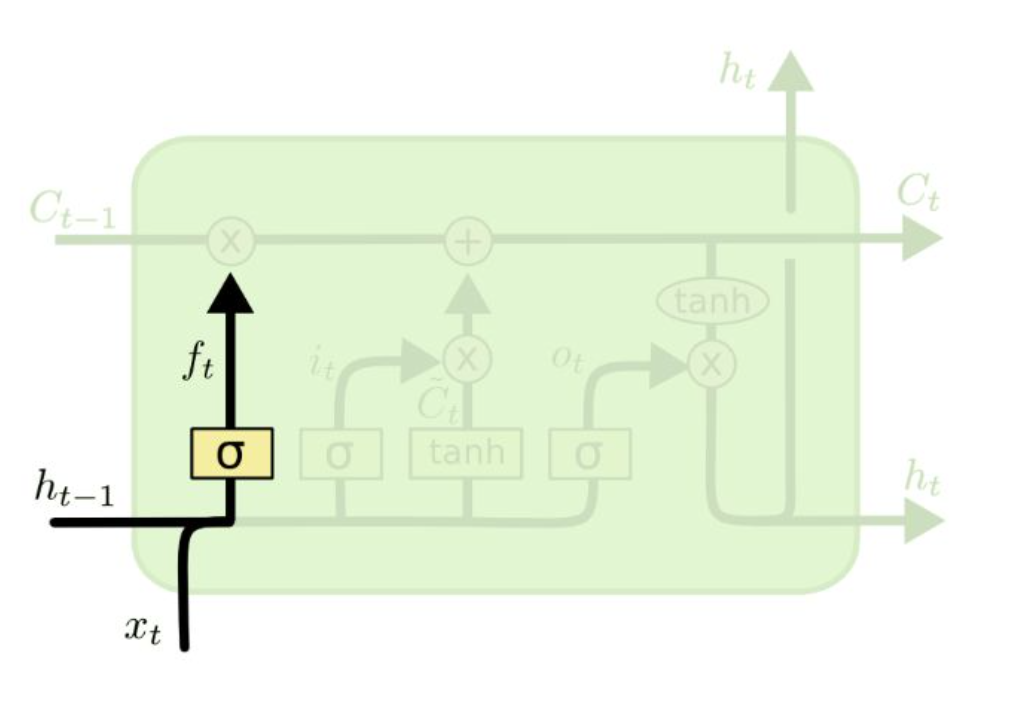 h_t
C_{t-1}
C_t
x
+
tanh
f_t
i_t
x
o_t
x
C̃_t
σ
σ
tanh
σ
h_{t-1}
h_t
x_t